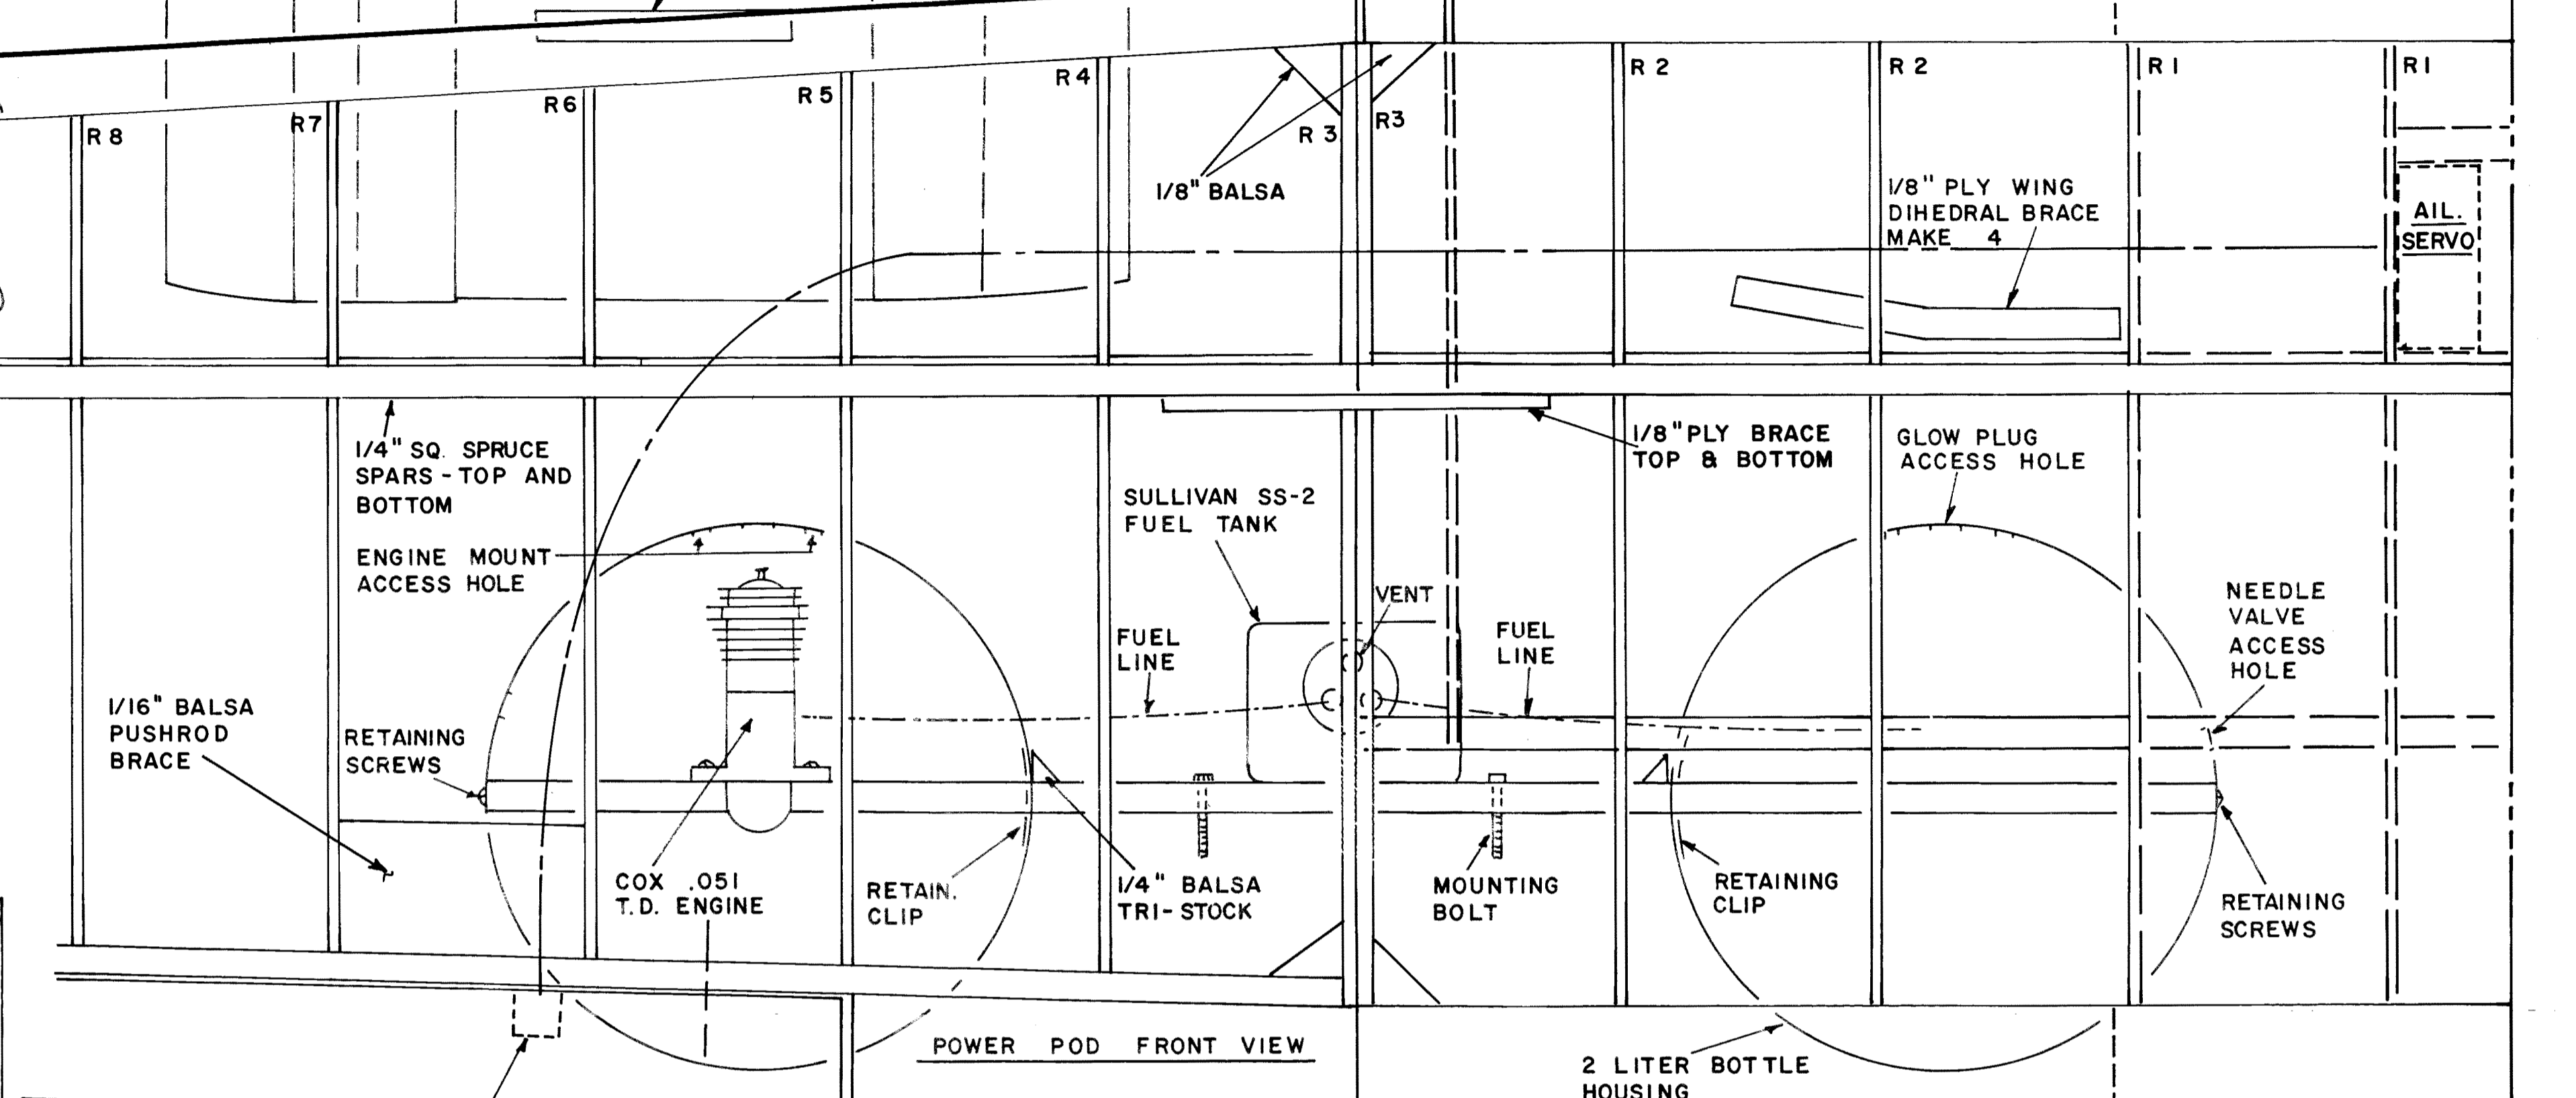 R 8
R7
R6
R 5
R 4
R 3
R3
R 2
R 2
R I
R I
1/8" BALSA
1/8" PLY WING
DIHEDRAL BRACE
MAKE 4
AIL.
SERVO
1/4" SQ. SPRUCE
SPARS - TOP AND
BOTTOM
ENGINE MOUNT
ACCESS HOLE
SULLIVAN SS-2
FUEL TANK
1/8" PLY BRACE
TOP & BOTTOM
GLOW PLUG
ACCESS HOLE
VENT
FUEL
LINE
FUEL
LINE
NEEDLE
VALVE
ACCESS
HOLE
1/16" BALSA
PUSHROD
BRACE
RETAINING
SCREWS
COX .051
T.D. ENGINE
RETAIN.
CLIP
1/4" BALSA
TRI-STOCK
MOUNTING
BOLT
RETAINING
CLIP
RETAINING
SCREWS
POWER POD FRONT VIEW
2 LITER BOTTLE
HOUSING